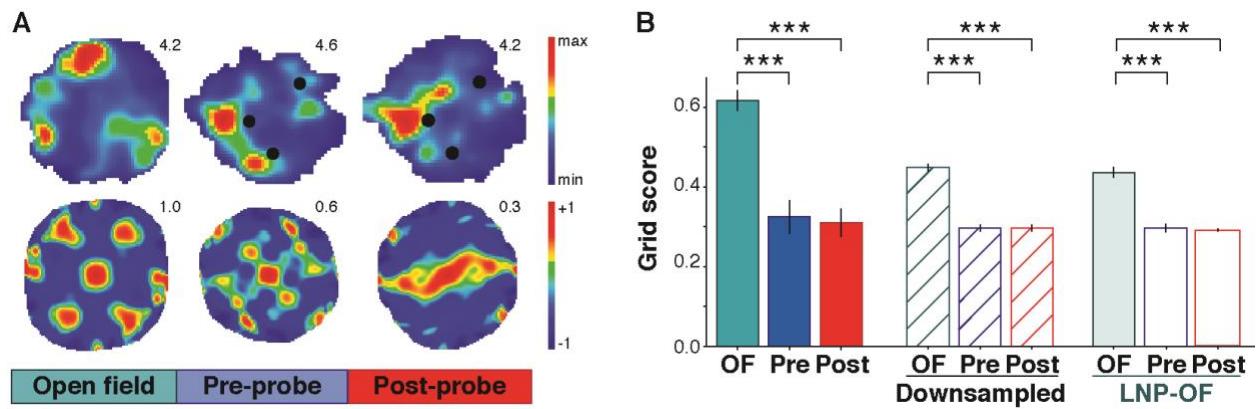 A
4.2
4.6
4.2
max
min
1.0
0.6
0.3
+1
-1
Open field
Pre-probe
Post-probe
B
*** *** ***
*** *** ***
Grid score
0.6
0.4
0.2
0.0
OF Pre Post OF Pre Post OF Pre Post
Downsampled LNP-OF